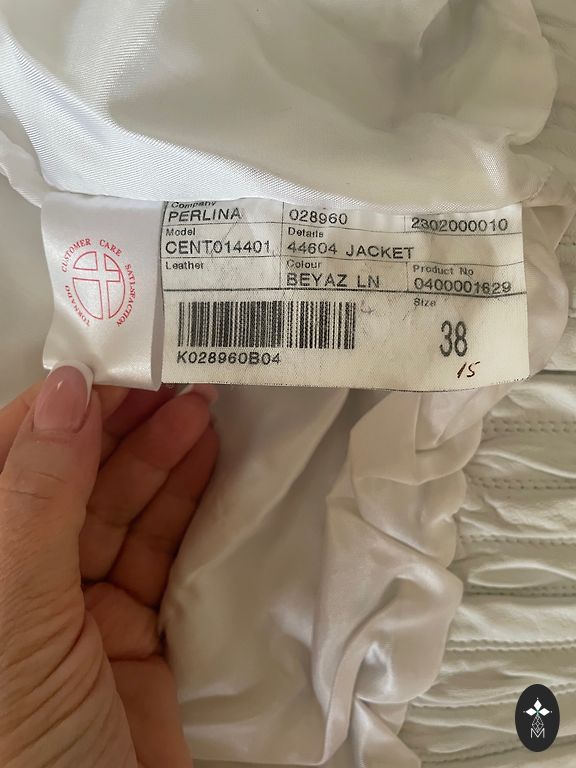 Company
PERLINA 028960 2302000010
Model Details
CENT014401 44604 JACKET
Leather Colour Product No
BEYAZ LN 0400001629
Size
38
K028960B04
15
TORNADO CUSTOMER CARE SATISFACTION
M